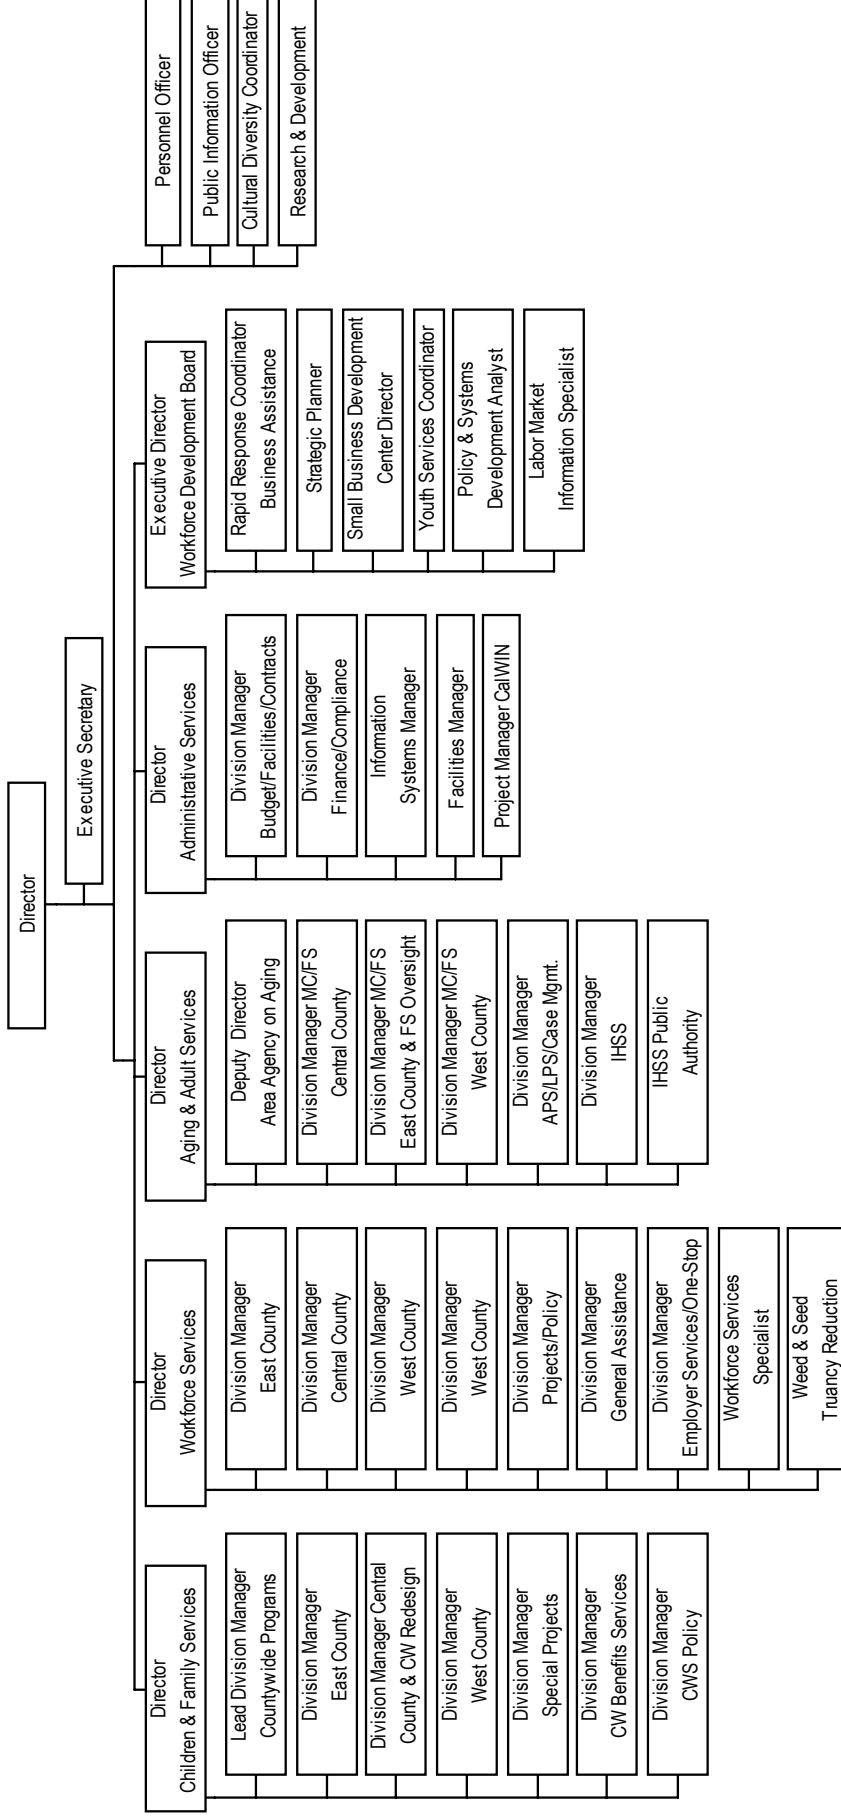 Director
Executive Secretary
Director
Children & Family Services
Lead Division Manager
Countywide Programs
Division Manager
East County
Division Manager Central
County & CW Redesign
Division Manager
West County
Division Manager
Special Projects
Division Manager
CW Benefits Services
Division Manager
CWS Policy
Director
Workforce Services
Division Manager
East County
Division Manager
Central County
Division Manager
West County
Division Manager
West County
Division Manager
Projects/Policy
Division Manager
General Assistance
Division Manager
Employer Services/One-Stop
Workforce Services
Specialist
Weed & Seed
Truancy Reduction
Director
Aging & Adult Services
Deputy Director
Area Agency on Aging
Division Manager MC/FS
Central County
Division Manager MC/FS
East County & FS Oversight
Division Manager MC/FS
West County
Division Manager
APS/LPS/Case Mgmt.
Division Manager
IHSS
IHSS Public
Authority
Director
Administrative Services
Division Manager
Budget/Facilities/Contracts
Division Manager
Finance/Compliance
Information
Systems Manager
Facilities Manager
Project Manager CalWIN
Executive Director
Workforce Development Board
Rapid Response Coordinator
Business Assistance
Strategic Planner
Small Business Development
Center Director
Youth Services Coordinator
Policy & Systems
Development Analyst
Labor Market
Information Specialist
Personnel Officer
Public Information Officer
Cultural Diversity Coordinator
Research & Development